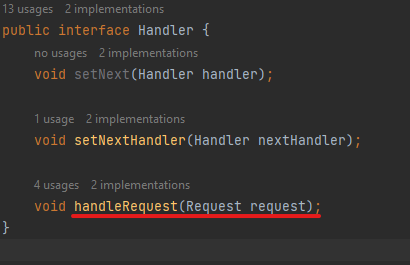 13 usages   2 implementations
public interface Handler {
no usages   2 implementations
void setNext(Handler handler);
1 usage   2 implementations
void setNextHandler(Handler nextHandler);
4 usages   2 implementations
void handleRequest(Request request);
}